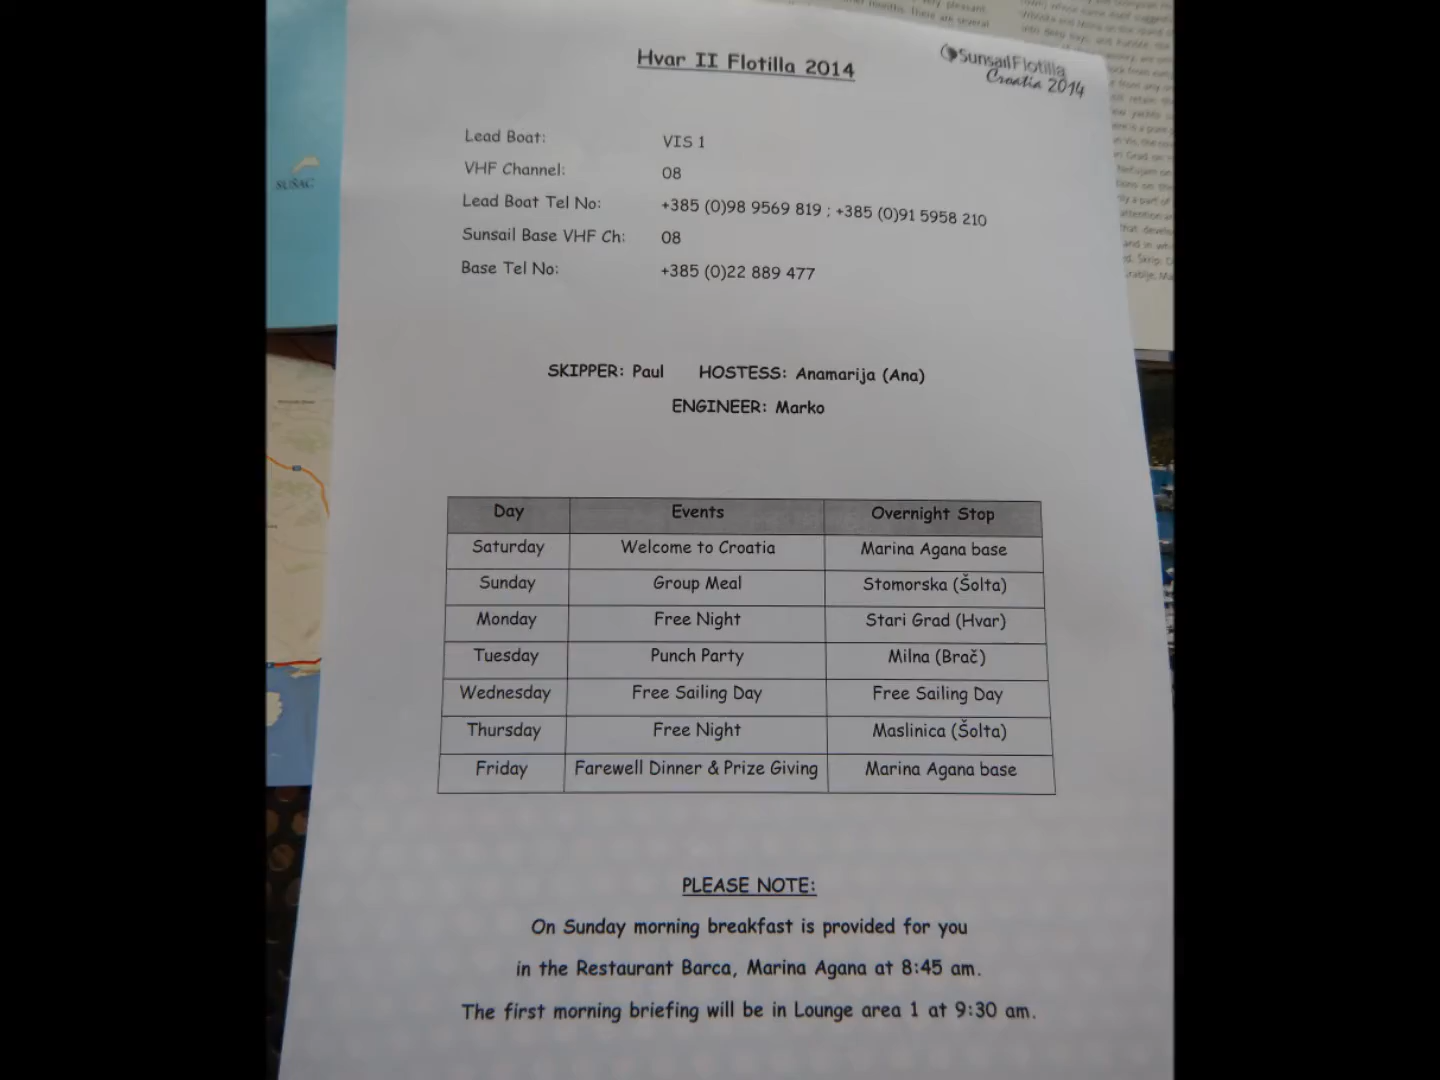 Hvar II Flotilla 2014
SunsailFlotilla
Croatia 2014
Lead Boat: VIS 1
VHF Channel: 08
Lead Boat Tel No: +385 (0)98 9569 819 ; +385 (0)91 5958 210
Sunsail Base VHF Ch: 08
Base Tel No: +385 (0)22 889 477
SKIPPER: Paul HOSTESS: Anamarija (Ana)
ENGINEER: Marko
Day Events Overnight Stop
Saturday Welcome to Croatia Marina Agana base
Sunday Group Meal Stomorska (Šolta)
Monday Free Night Stari Grad (Hvar)
Tuesday Punch Party Milna (Brač)
Wednesday Free Sailing Day Free Sailing Day
Thursday Free Night Maslinica (Šolta)
Friday Farewell Dinner & Prize Giving Marina Agana base
PLEASE NOTE:
On Sunday morning breakfast is provided for you
in the Restaurant Barca, Marina Agana at 8:45 am.
The first morning briefing will be in Lounge area 1 at 9:30 am.
SUŠAC